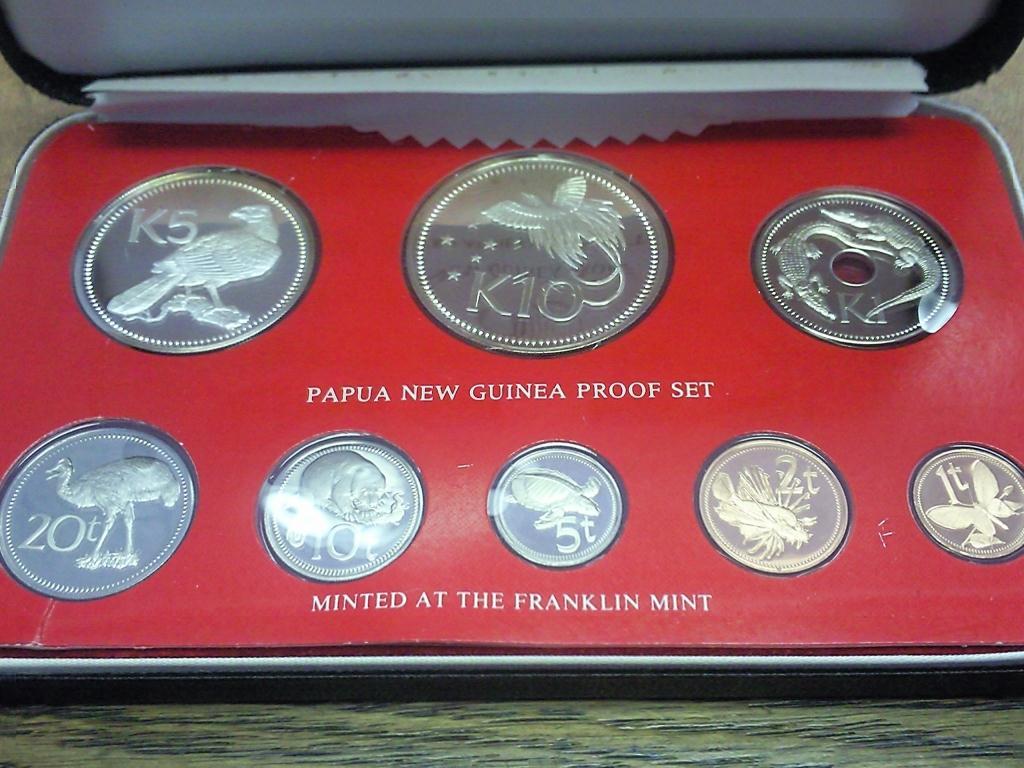 K5
K10
K1
PAPUA NEW GUINEA PROOF SET
20t
10t
5t
2t
1t
MINTED AT THE FRANKLIN MINT